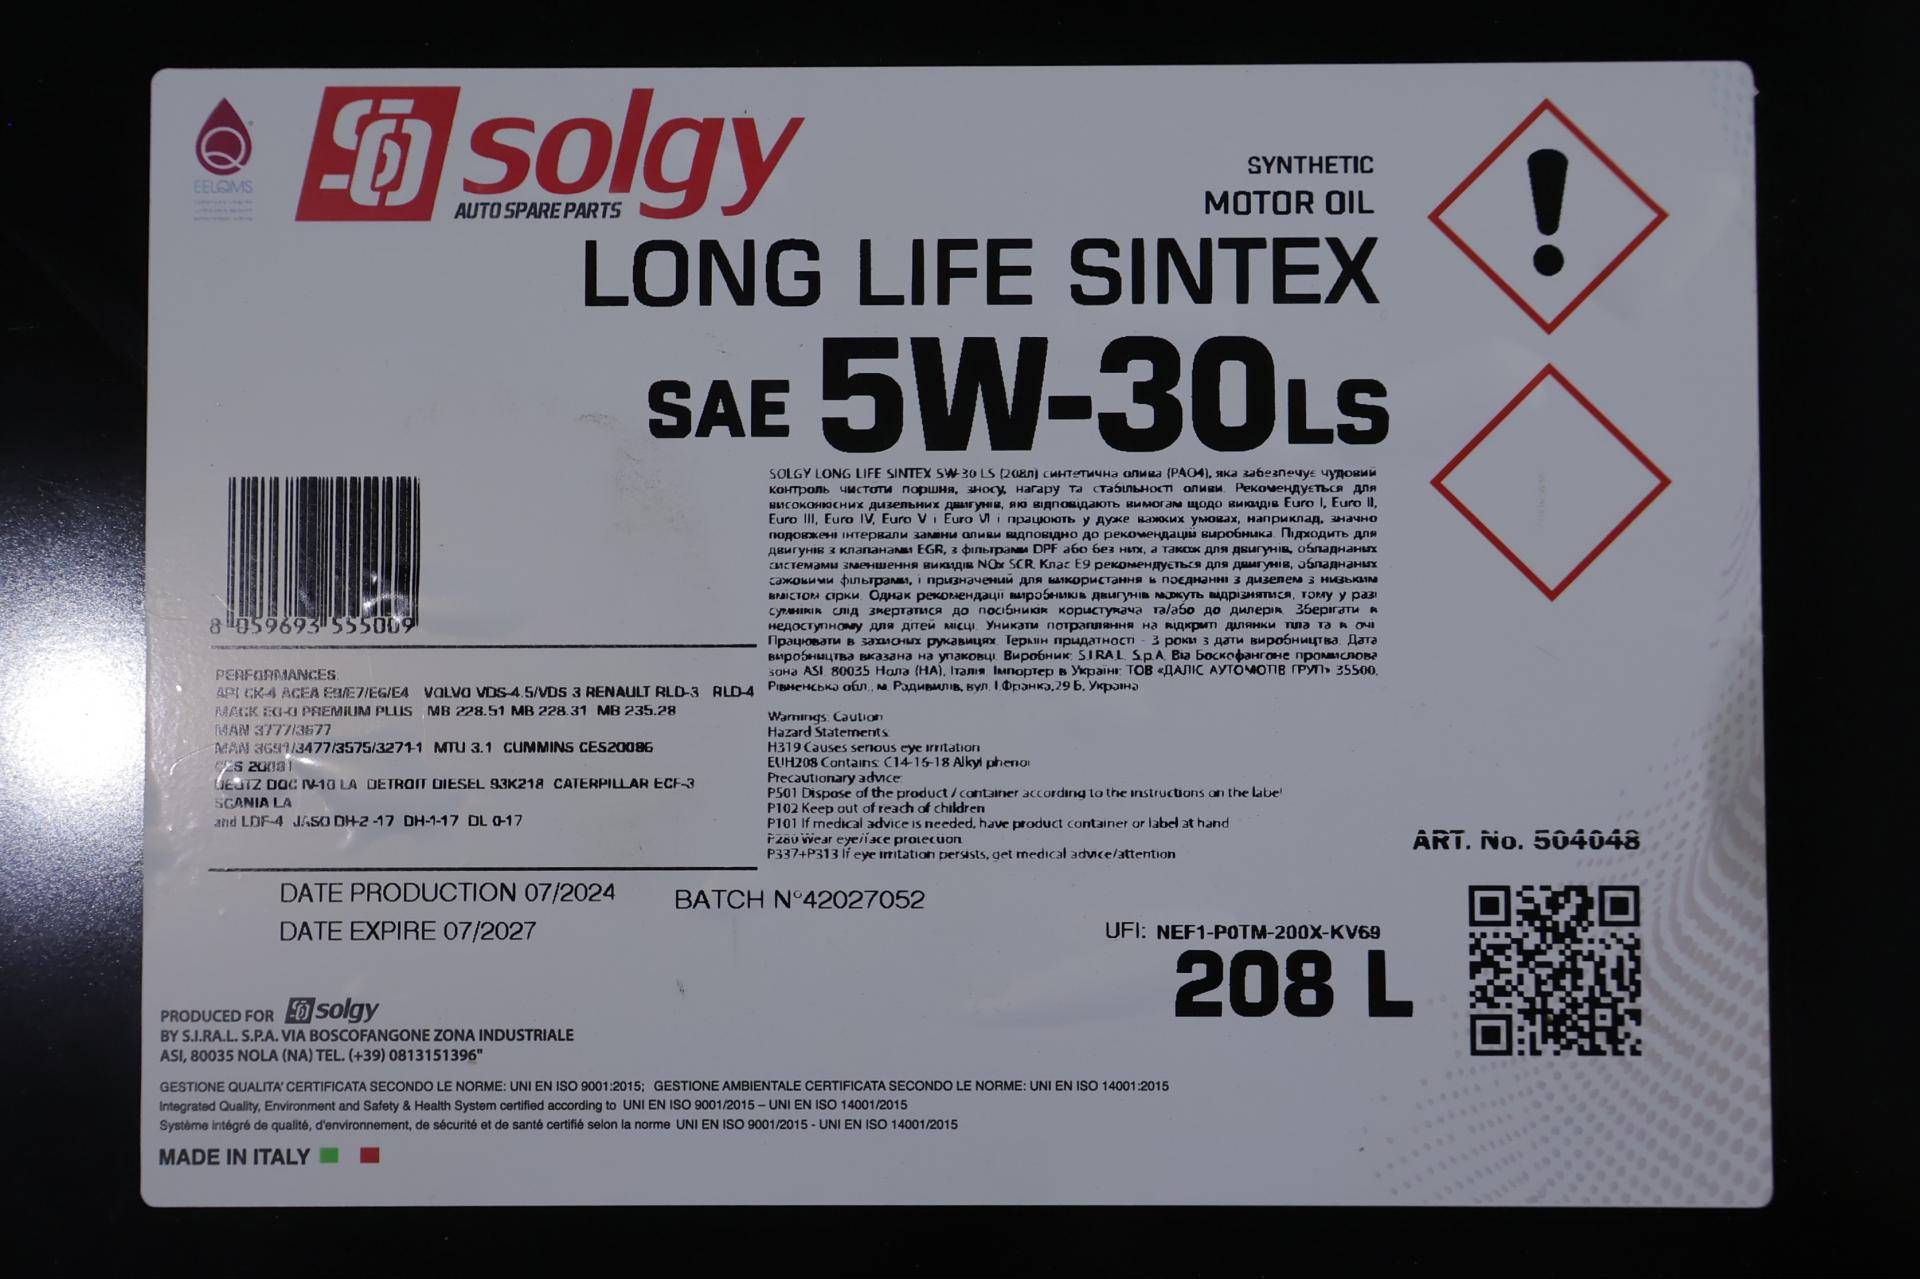 EELQMS
solgy
AUTO SPARE PARTS
SYNTHETIC
MOTOR OIL
LONG LIFE SINTEX
SAE 5W-30 LS
SOLGY LONG LIFE SINTEX 5W-30 LS (208л) синтетична олива (PAO4), яка забезпечує чудовий
контроль чистоти поршня, зносу, нагару та стабільності оливи. Рекомендується для
високоякісних дизельних двигунів, які відповідають вимогам щодо викидів Euro I, Euro II,
Euro III, Euro IV, Euro V і Euro VI і працюють у дуже важких умовах, наприклад, значно
подовжені інтервали заміни оливи відповідно до рекомендацій виробника. Підходить для
двигунів з клапанами EGR, з фільтрами DPF або без них, а також для двигунів, обладнаних
системами зменшення викидів NOx SCR. Клас E9 рекомендується для двигунів, обладнаних
сажовими фільтрами, і призначений для використання в поєднанні з дизелем з низьким
вмістом сірки. Однак рекомендації виробників двигунів можуть відрізнятися, тому у разі
сумнівів слід звертатися до посібників користувача та/або до дилерів. Зберігати в
недоступному для дітей місці. Уникати потрапляння на відкриті ділянки тіла та в очі.
Працювати в захисних рукавицях. Термін придатності - 3 роки з дати виробництва. Дата
виробництва вказана на упаковці. Виробник: S.I.RA.L. S.p.A. Віа Боскофангоне промислова
зона ASI 80035 Нола (НА), Італія. Імпортер в Україні: ТОВ «ДАЛІС АУТОМОТІВ ГРУП» 35500,
Рівненська обл., м. Радивилів, вул. І.Франка,29 Б, Україна
8 059693 555009
PERFORMANCES:
API CK-4 ACEA E9/E7/E6/E4 VOLVO VDS-4.5/VDS 3 RENAULT RLD-3 RLD-4
MACK EO-O PREMIUM PLUS MB 228.51 MB 228.31 MB 235.28
MAN 3777/3677
MAN 3691/3477/3575/3271-1 MTU 3.1 CUMMINS CES20086
CES 20081
DEUTZ DQC IV-10 LA DETROIT DIESEL 93K218 CATERPILLAR ECF-3
SCANIA LA
and LDF-4 JASO DH-2 -17 DH-1-17 DL 0-17
Warnings: Caution
Hazard Statements:
H319 Causes serious eye irritation
EUH208 Contains: C14-16-18 Alkyl phenol
Precautionary advice:
P501 Dispose of the product / container according to the instructions on the label
P102 Keep out of reach of children
P101 If medical advice is needed, have product container or label at hand
P280 Wear eye/face protection.
P337+P313 If eye irritation persists, get medical advice/attention
ART. No. 504048
DATE PRODUCTION 07/2024
BATCH N°42027052
DATE EXPIRE 07/2027
UFI: NEF1-P0TM-200X-KV69
208 L
PRODUCED FOR solgy
BY S.I.RA.L. S.P.A. VIA BOSCOFANGONE ZONA INDUSTRIALE
ASI, 80035 NOLA (NA) TEL. (+39) 0813151396"
GESTIONE QUALITA' CERTIFICATA SECONDO LE NORME: UNI EN ISO 9001:2015; GESTIONE AMBIENTALE CERTIFICATA SECONDO LE NORME: UNI EN ISO 14001:2015
Integrated Quality, Environment and Safety & Health System certified according to UNI EN ISO 9001/2015 – UNI EN ISO 14001/2015
Système intégré de qualité, d'environnement, de sécurité et de santé certifié selon la norme UNI EN ISO 9001/2015 - UNI EN ISO 14001/2015
MADE IN ITALY